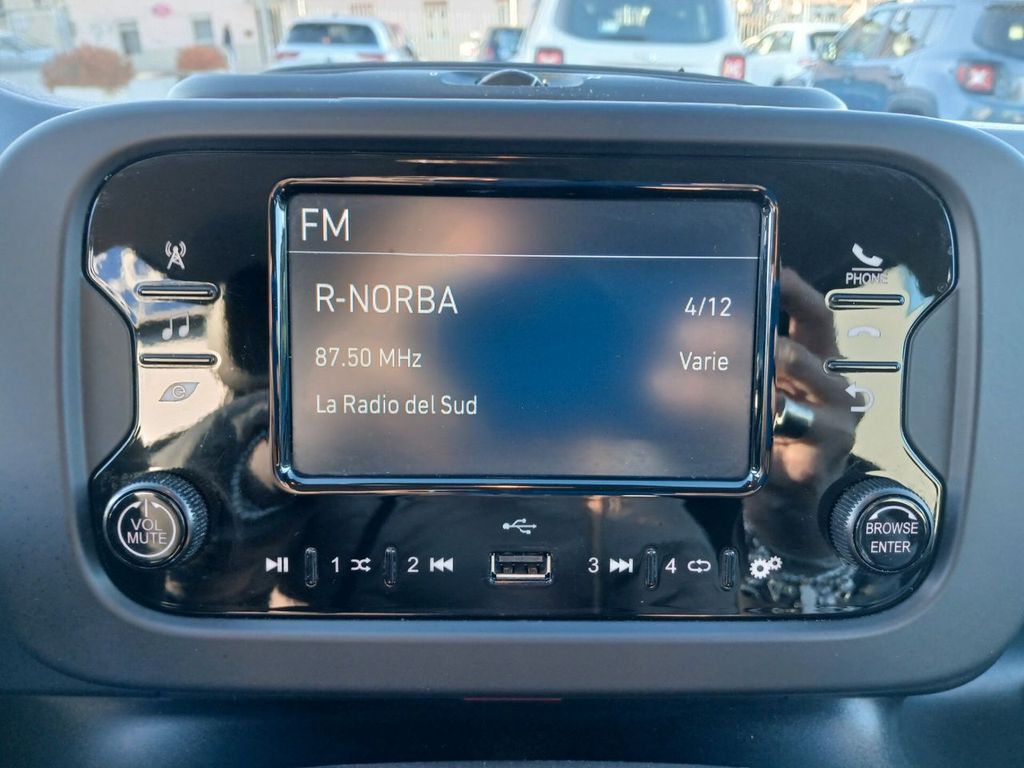 FM
R-NORBA 4/12
87.50 MHz Varie
La Radio del Sud
PHONE
VOL
MUTE
BROWSE
ENTER
1 2 3 4